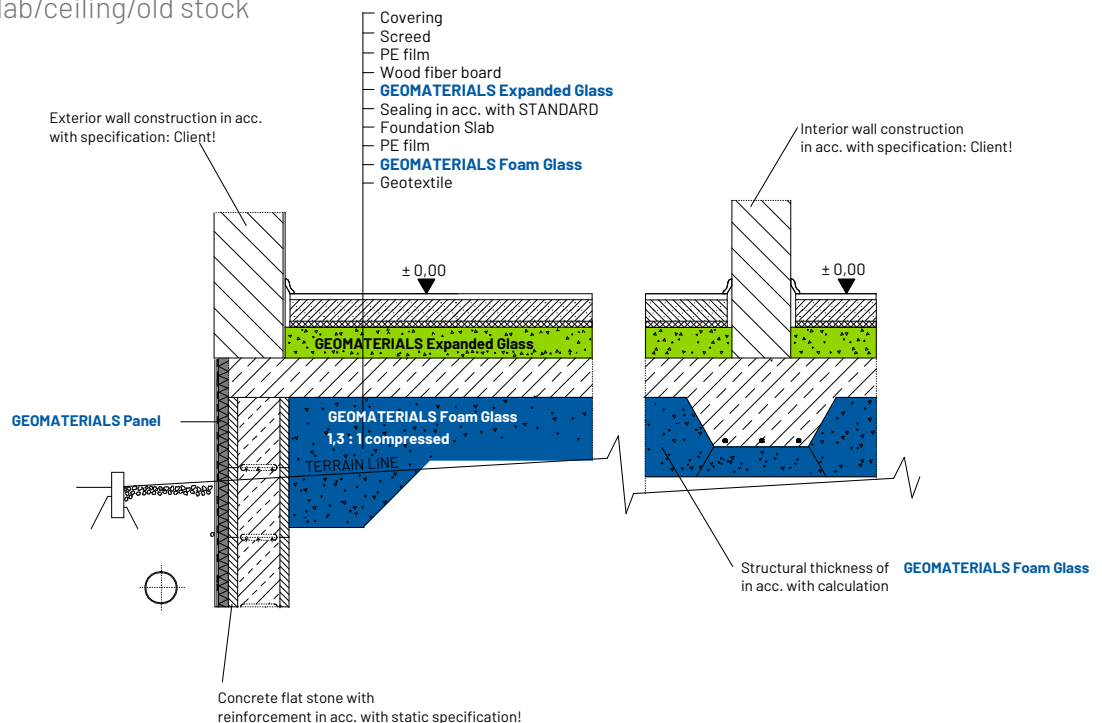 lab/ceiling/old stock
Covering
Screed
PE film
Wood fiber board
GEOMATERIALS Expanded Glass
Sealing in acc. with STANDARD
Foundation Slab
PE film
GEOMATERIALS Foam Glass
Geotextile
Exterior wall construction in acc.
with specification: Client!
Interior wall construction
in acc. with specification: Client!
± 0,00
± 0,00
GEOMATERIALS Expanded Glass
GEOMATERIALS Panel
GEOMATERIALS Foam Glass
1,3 : 1 compressed
TERRAIN LINE
Structural thickness of GEOMATERIALS Foam Glass
in acc. with calculation
Concrete flat stone with
reinforcement in acc. with static specification!